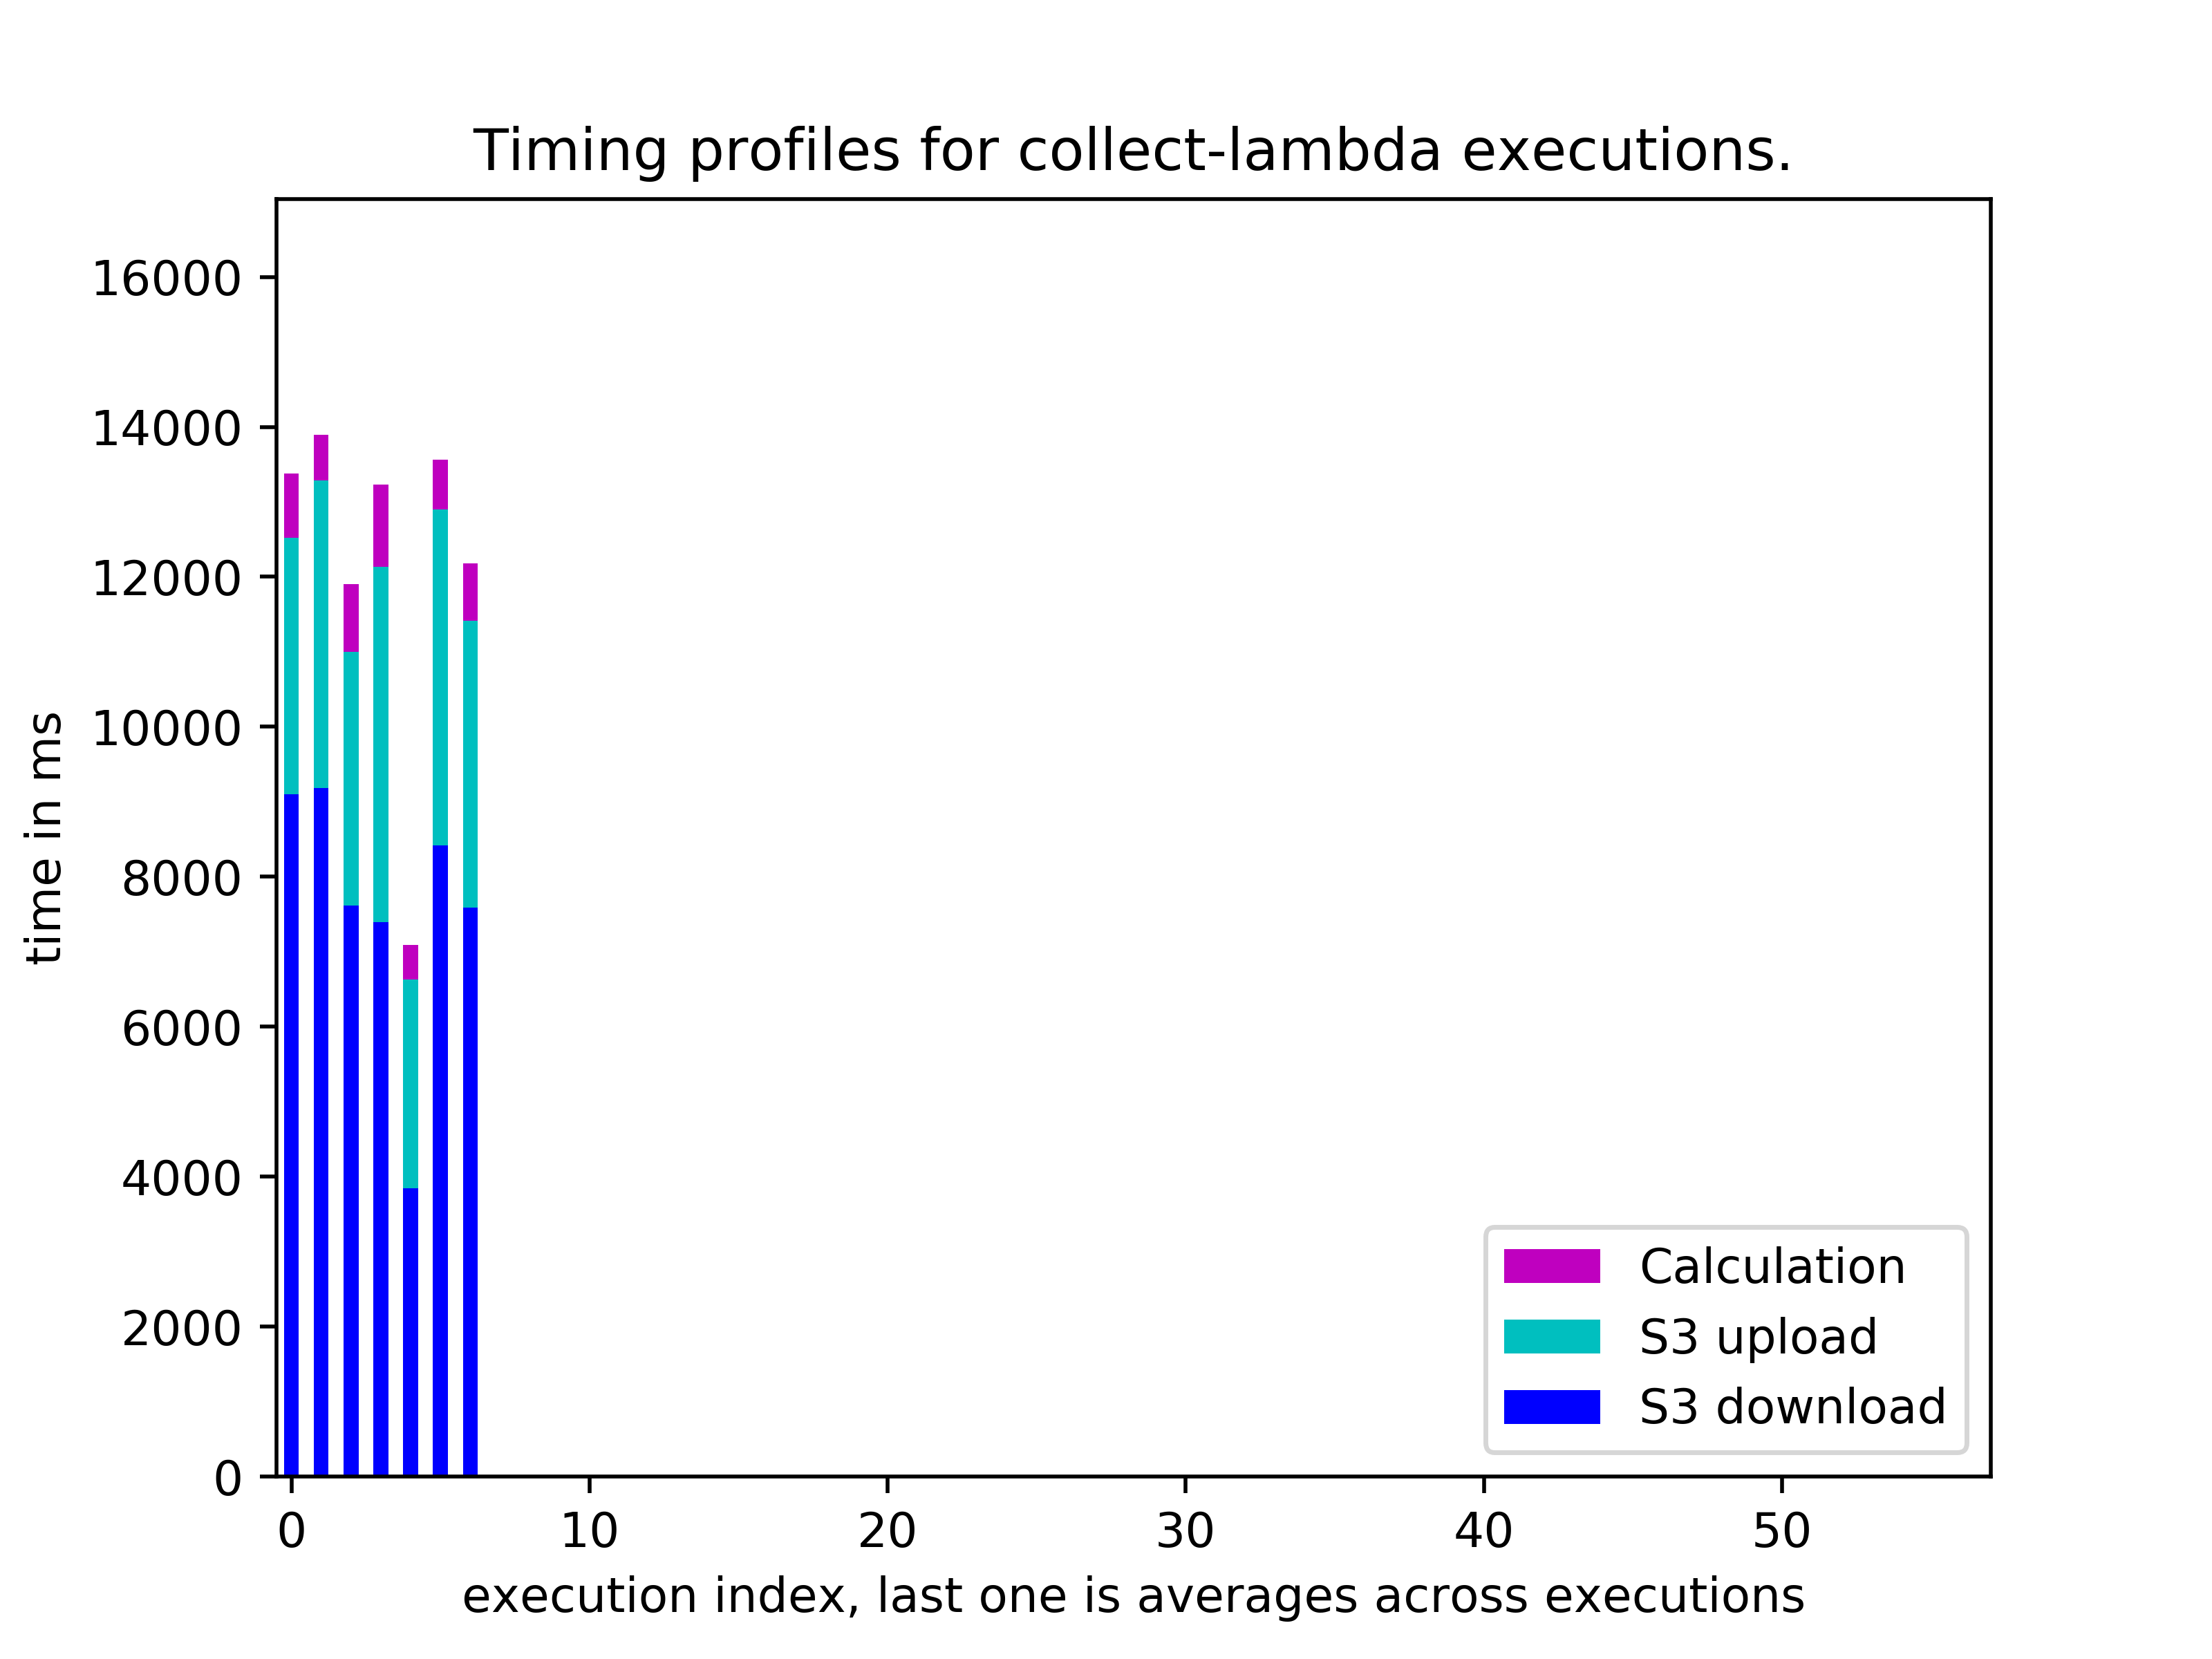 Timing profiles for collect-lambda executions.
16000
14000
12000
10000
8000
6000
4000
2000
0
time in ms
Calculation
S3 upload
S3 download
0 10 20 30 40 50
execution index, last one is averages across executions